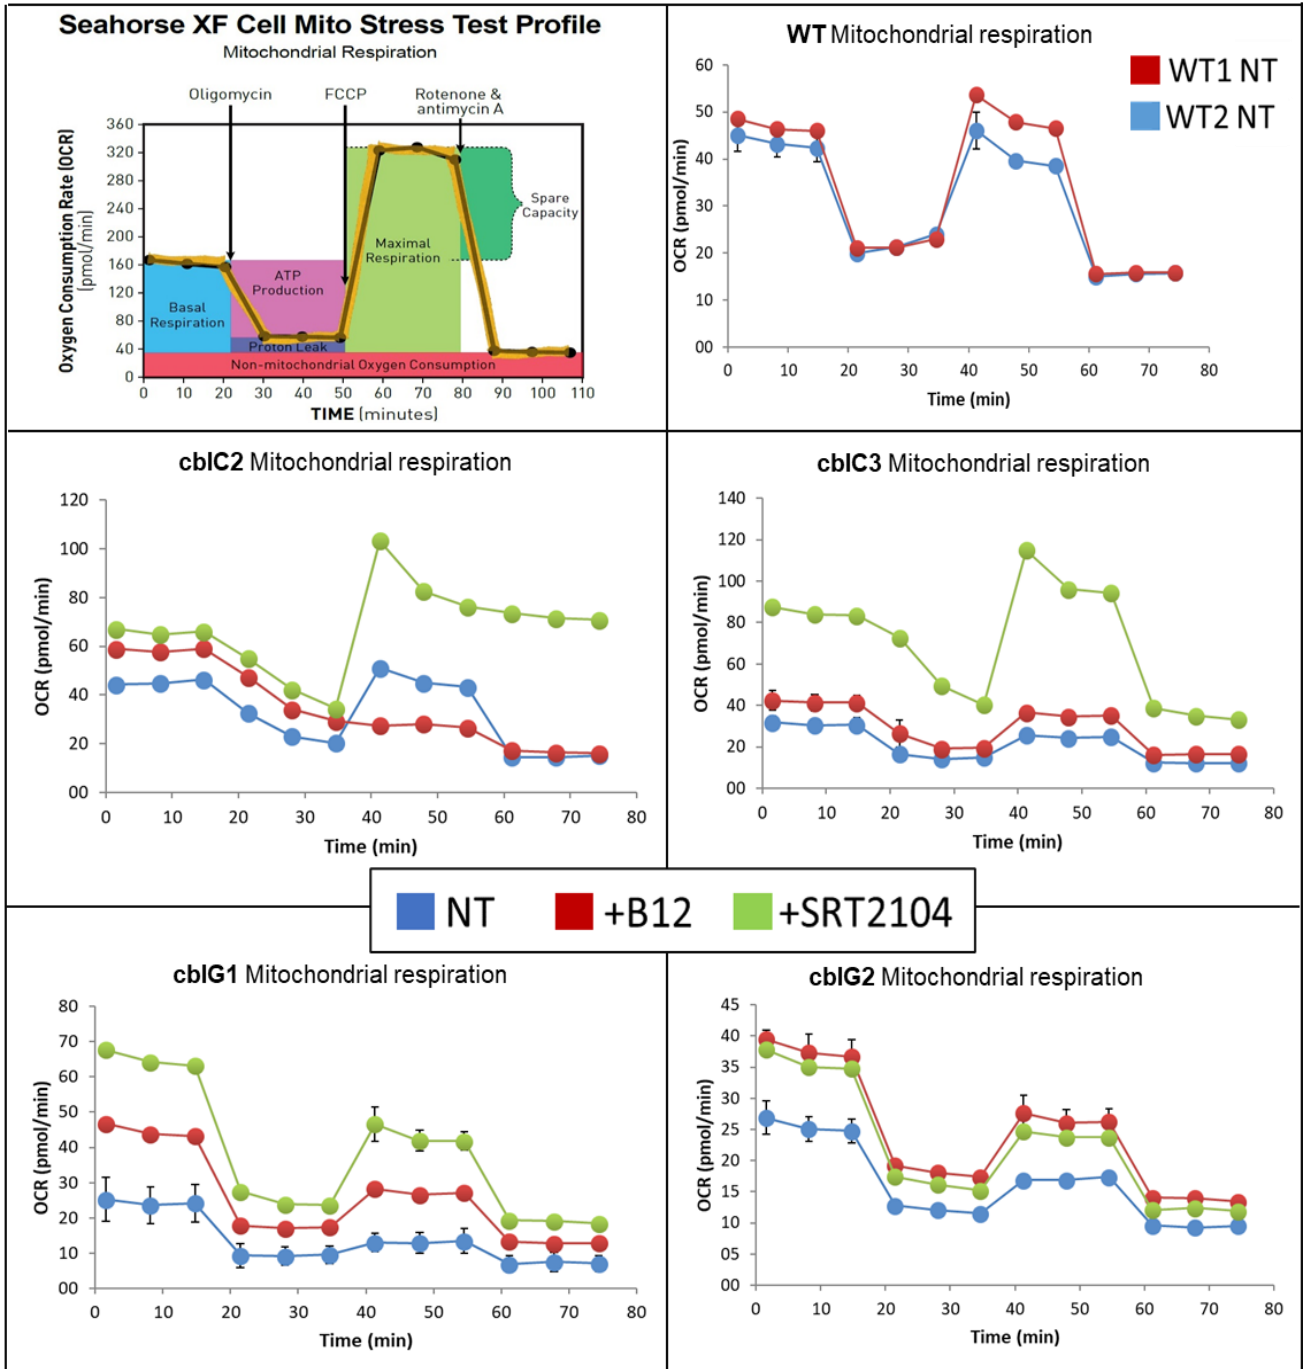 Seahorse XF Cell Mito Stress Test Profile
Mitochondrial Respiration
Oligomycin
FCCP
Rotenone &
antimycin A
Oxygen Consumption Rate (OCR)
(pmol/min)
360
320
280
240
200
160
120
80
40
0
Basal
Respiration
ATP
Production
Proton Leak
Maximal
Respiration
Spare
Capacity
Non-mitochondrial Oxygen Consumption
0 10 20 30 40 50 60 70 80 90 100 110
TIME (minutes)
WT Mitochondrial respiration
WT1 NT
WT2 NT
OCR (pmol/min)
60
50
40
30
20
10
00
0 10 20 30 40 50 60 70 80
Time (min)
cblC2 Mitochondrial respiration
OCR (pmol/min)
120
100
80
60
40
20
00
0 10 20 30 40 50 60 70 80
Time (min)
cblC3 Mitochondrial respiration
OCR (pmol/min)
140
120
100
80
60
40
20
00
0 10 20 30 40 50 60 70 80
Time (min)
NT +B12 +SRT2104
cblG1 Mitochondrial respiration
OCR (pmol/min)
80
70
60
50
40
30
20
10
00
0 10 20 30 40 50 60 70 80
Time (min)
cblG2 Mitochondrial respiration
OCR (pmol/min)
45
40
35
30
25
20
15
10
05
00
0 10 20 30 40 50 60 70 80
Time (min)